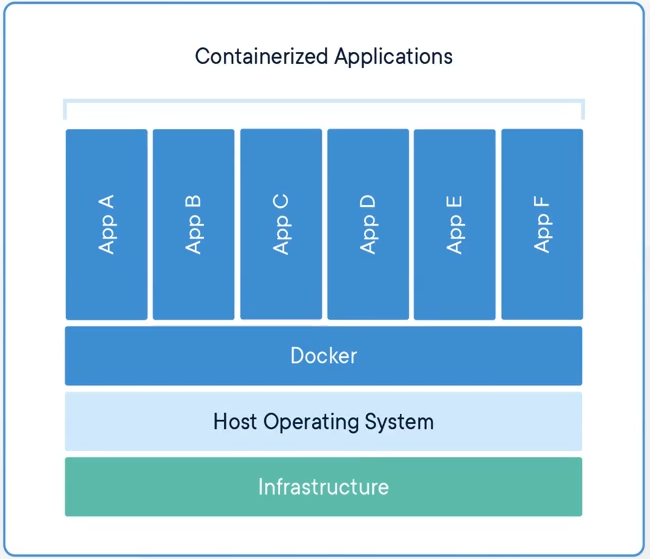 Containerized Applications
App A
App B
App C
App D
App E
App F
Docker
Host Operating System
Infrastructure